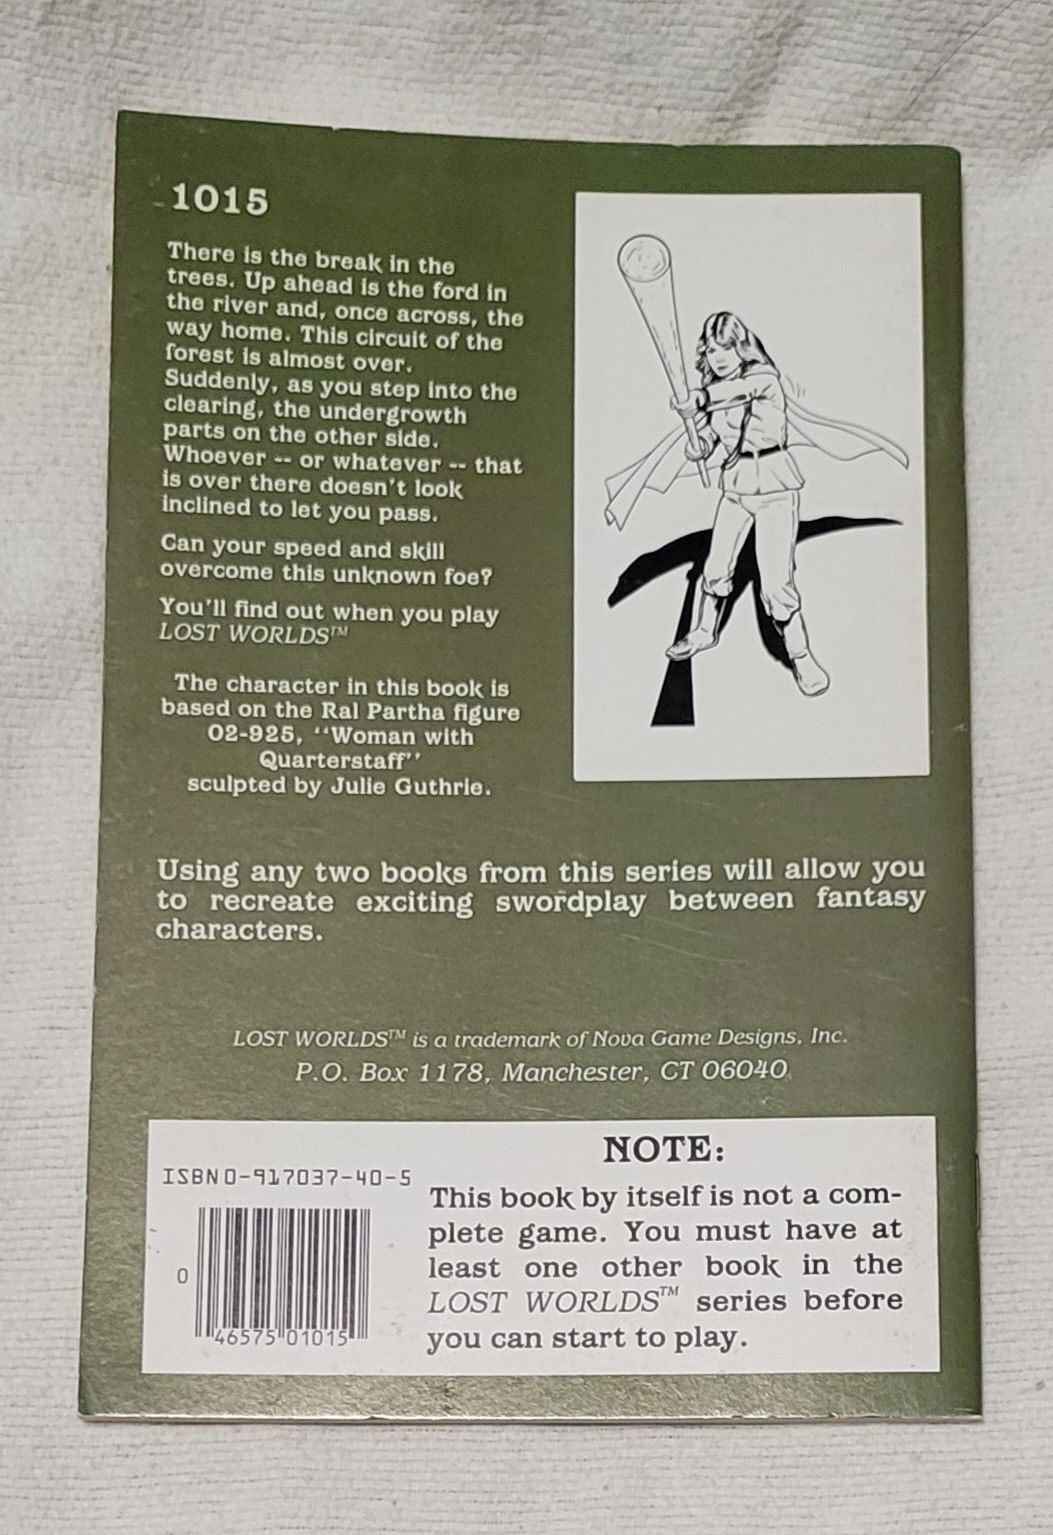 1015
There is the break in the
trees. Up ahead is the ford in
the river and, once across, the
way home. This circuit of the
forest is almost over.
Suddenly, as you step into the
clearing, the undergrowth
parts on the other side.
Whoever -- or whatever -- that
is over there doesn't look
inclined to let you pass.
Can your speed and skill
overcome this unknown foe?
You'll find out when you play
LOST WORLDS™
The character in this book is
based on the Ral Partha figure
02-925, ‘‘Woman with
Quarterstaff’’
sculpted by Julie Guthrie.
Using any two books from this series will allow you
to recreate exciting swordplay between fantasy
characters.
LOST WORLDS™ is a trademark of Nova Game Designs, Inc.
P.O. Box 1178, Manchester, CT 06040
ISBN 0-917037-40-5
0
46575 01015
NOTE:
This book by itself is not a com-
plete game. You must have at
least one other book in the
LOST WORLDS™ series before
you can start to play.